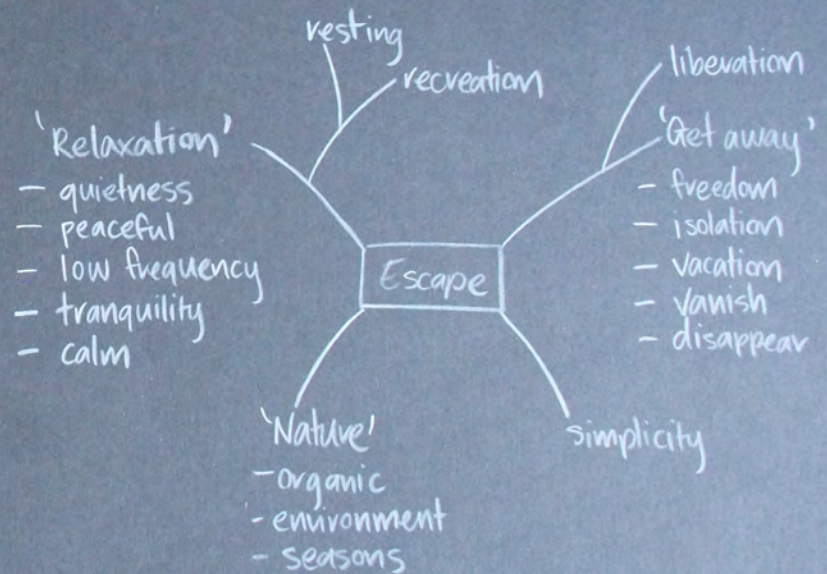 resting
recreation
'Relaxation'
– quietness
– peaceful
– low frequency
– tranquility
– calm
liberation
'Get away'
– freedom
– isolation
– vacation
– vanish
– disappear
Escape
'Nature'
– organic
- environment
- seasons
simplicity